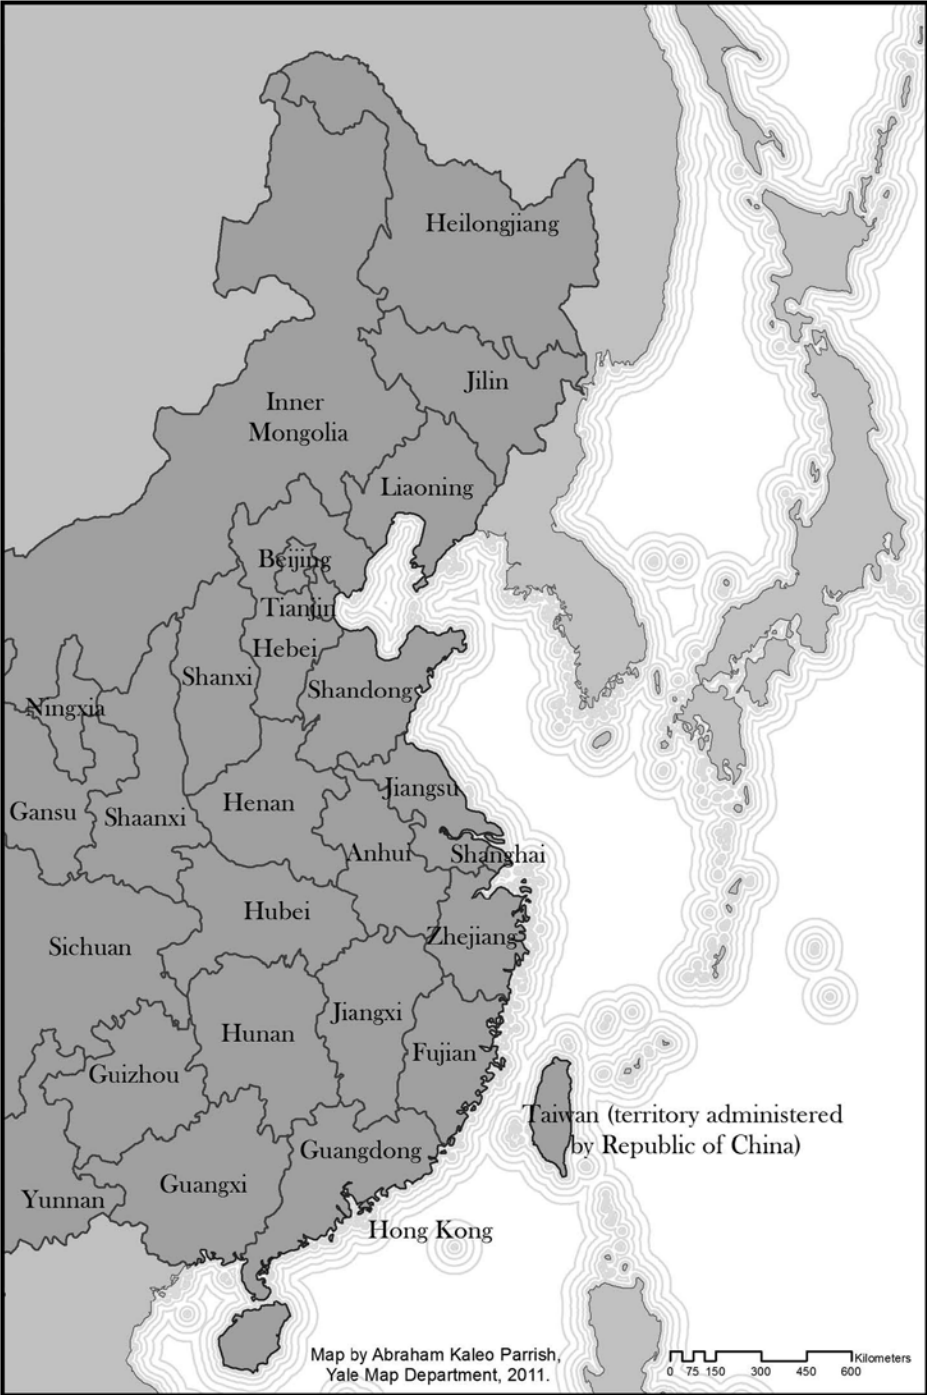 Heilongjiang
Jilin
Inner
Mongolia
Liaoning
Beijing
Tianjin
Hebei
Shanxi
Shandong
Ningxia
Jiangsu
Henan
Gansu
Shaanxi
Anhui
Shanghai
Hubei
Zhejiang
Sichuan
Jiangxi
Hunan
Fujian
Guizhou
Taiwan (territory administered
by Republic of China)
Guangdong
Guangxi
Yunnan
Hong Kong
Map by Abraham Kaleo Parrish,
Yale Map Department, 2011.
Kilometers
0 75 150 300 450 600